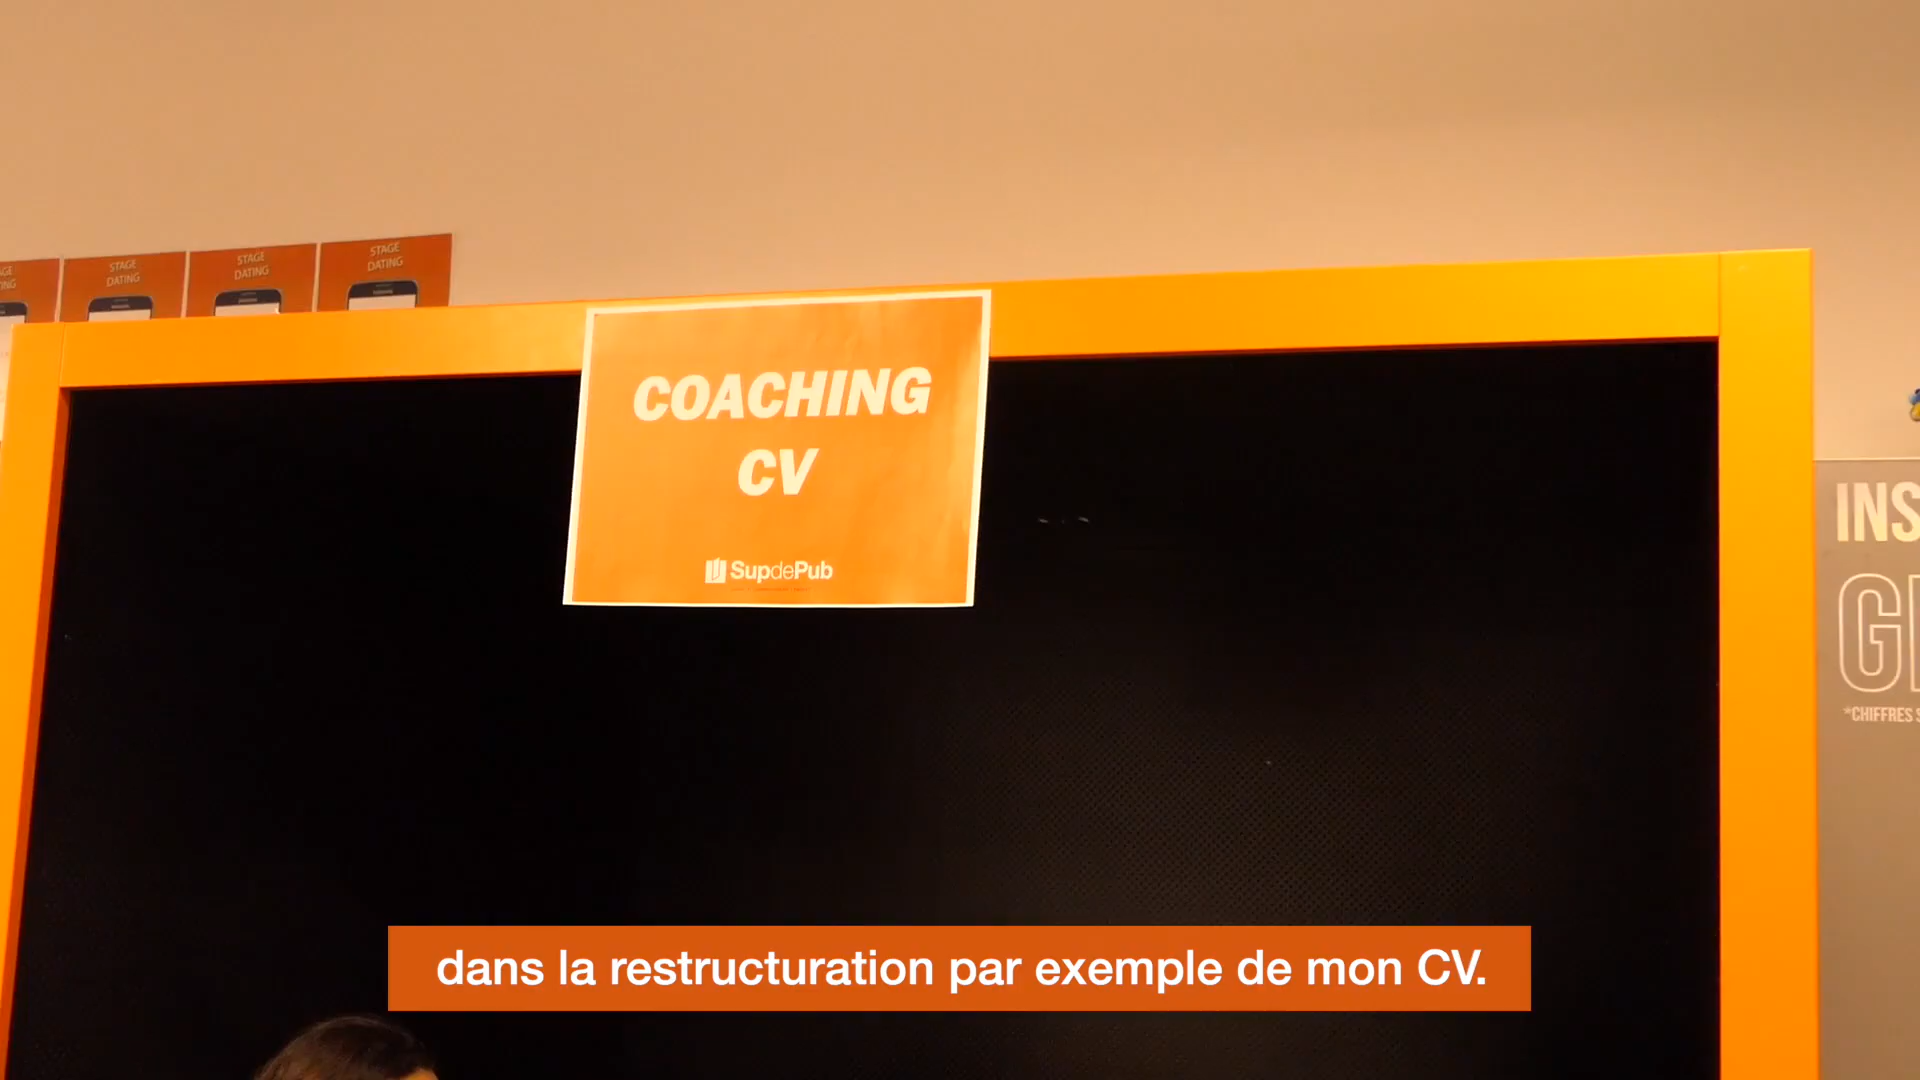 STAGE
DATING
STAGE
DATING
STAGE
DATING
COACHING
CV
SupdePub
INS
*CHIFFRES
dans la restructuration par exemple de mon CV.